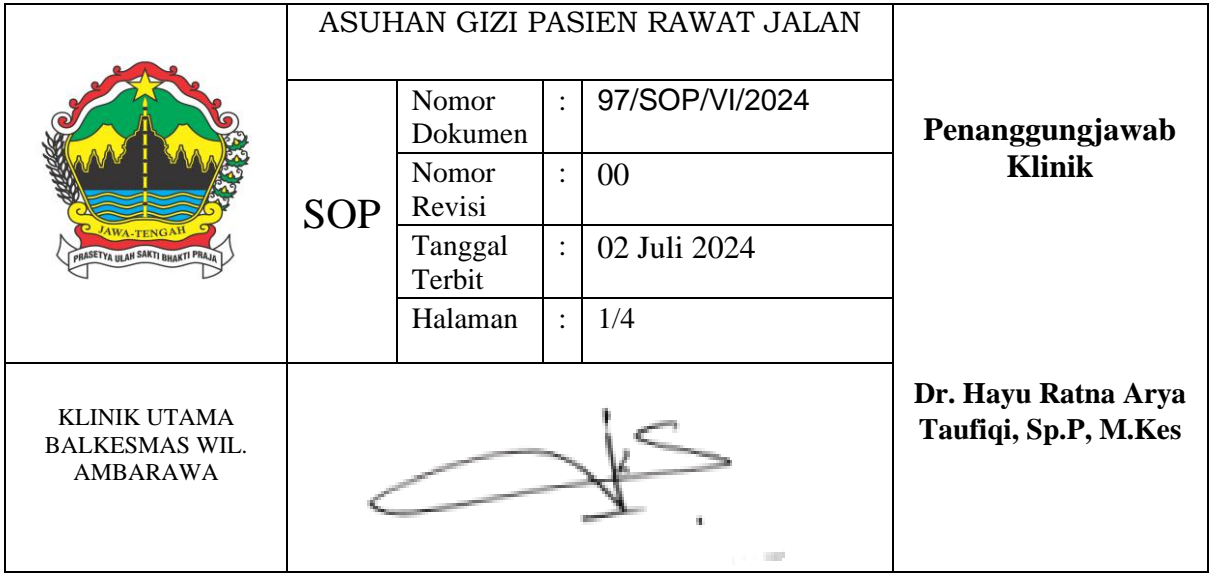 ASUHAN GIZI PASIEN RAWAT JALAN
JAWA-TENGAH
PRASETYA ULAH SAKTI BHAKTI PRAJA
SOP
Nomor
Dokumen
:
97/SOP/VI/2024
Nomor
Revisi
:
00
Tanggal
Terbit
:
02 Juli 2024
Halaman
:
1/4
Penanggungjawab
Klinik
KLINIK UTAMA
BALKESMAS WIL.
AMBARAWA
Dr. Hayu Ratna Arya
Taufiqi, Sp.P, M.Kes